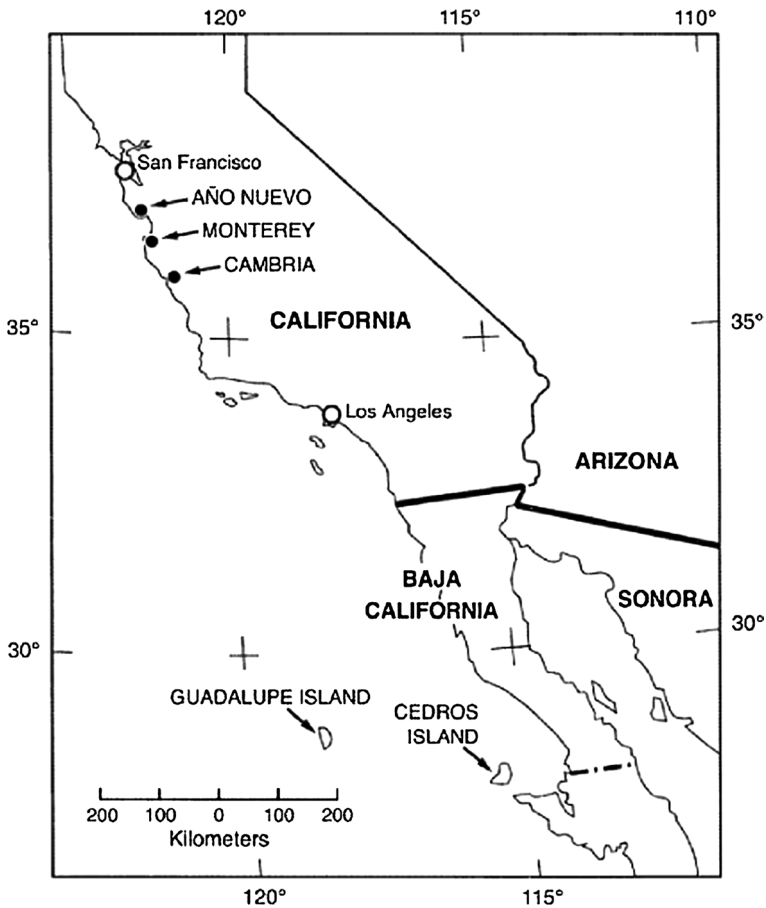 120° 115° 110°
San Francisco
AÑO NUEVO
MONTEREY
CAMBRIA
CALIFORNIA
35° 35°
Los Angeles
ARIZONA
BAJA
CALIFORNIA
SONORA
30° 30°
GUADALUPE ISLAND
CEDROS
ISLAND
200 100 0 100 200
Kilometers
120° 115°